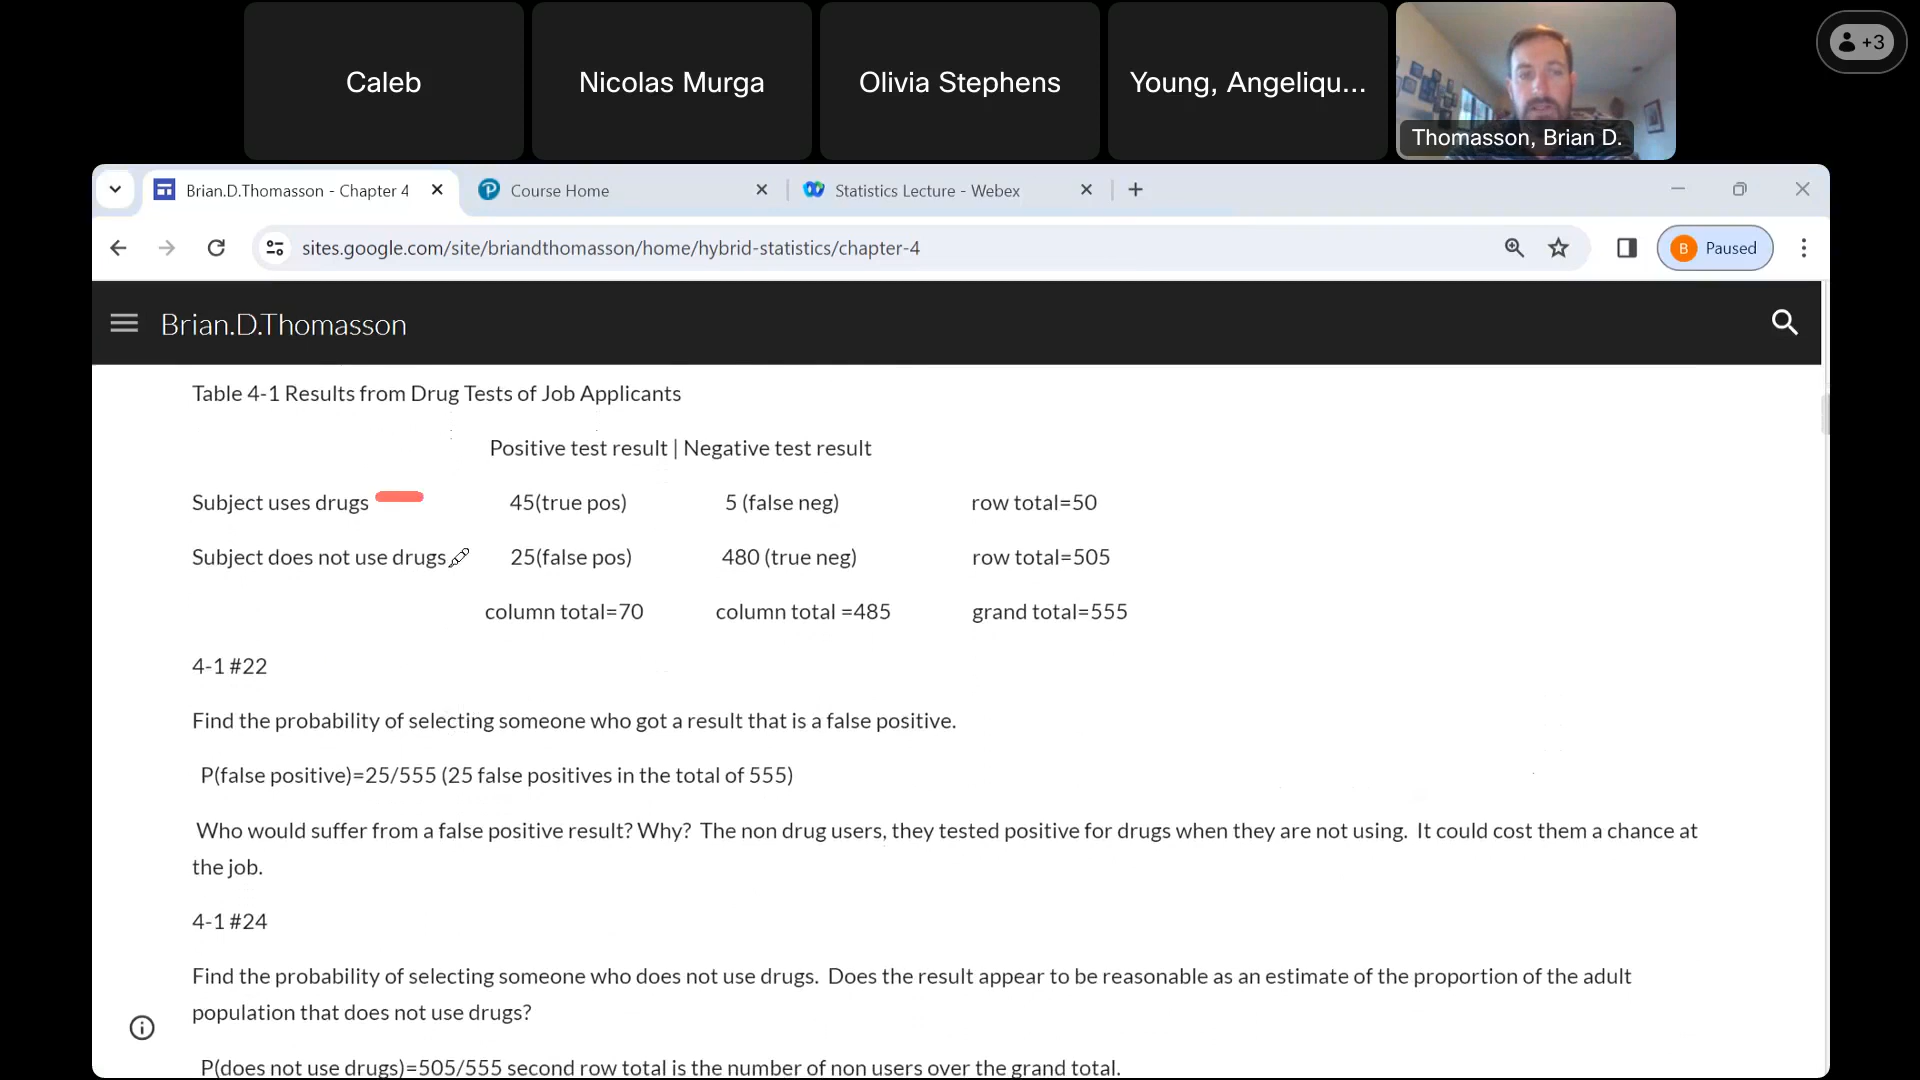 Caleb
Nicolas Murga
Olivia Stephens
Young, Angeliqu...
Thomasson, Brian D.
+3
Brian.D.Thomasson - Chapter 4
Course Home
Statistics Lecture - Webex
sites.google.com/site/briandthomasson/home/hybrid-statistics/chapter-4
B Paused
Brian.D.Thomasson
Table 4-1 Results from Drug Tests of Job Applicants
Positive test result | Negative test result
Subject uses drugs 45(true pos) 5 (false neg) row total=50
Subject does not use drugs 25(false pos) 480 (true neg) row total=505
column total=70 column total =485 grand total=555
4-1 #22
Find the probability of selecting someone who got a result that is a false positive.
P(false positive)=25/555 (25 false positives in the total of 555)
Who would suffer from a false positive result? Why? The non drug users, they tested positive for drugs when they are not using. It could cost them a chance at
the job.
4-1 #24
Find the probability of selecting someone who does not use drugs. Does the result appear to be reasonable as an estimate of the proportion of the adult
population that does not use drugs?
P(does not use drugs)=505/555 second row total is the number of non users over the grand total.